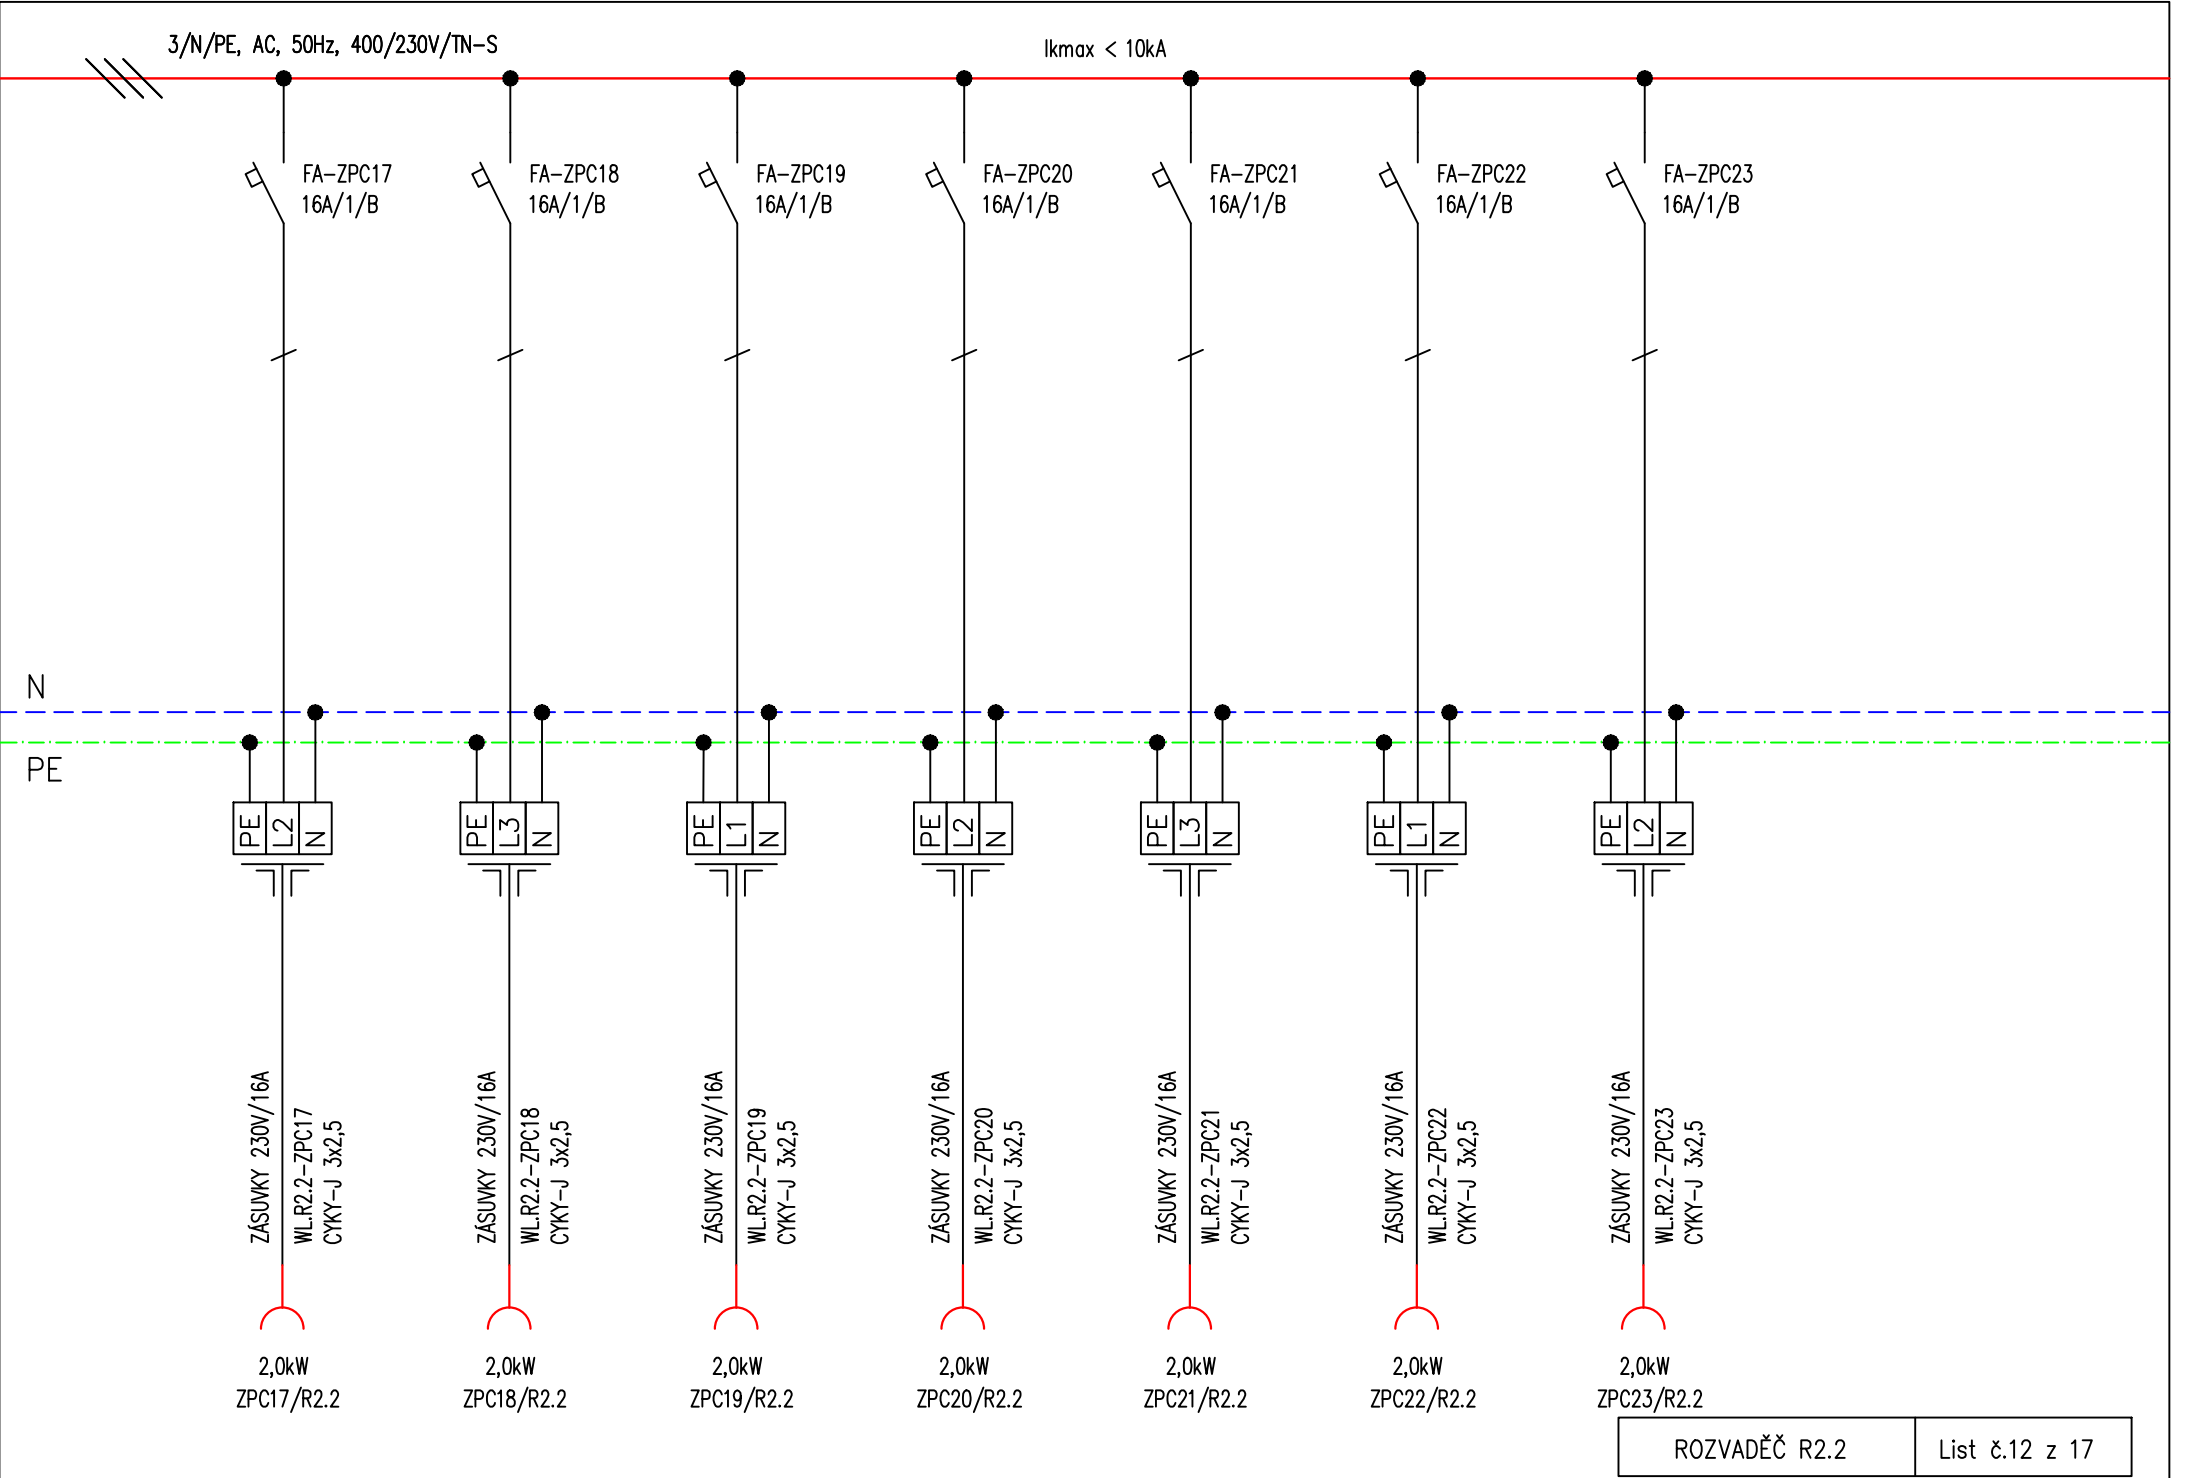 3/N/PE, AC, 50Hz, 400/230V/TN-S
Ikmax < 10kA
FA-ZPC17
16A/1/B
FA-ZPC18
16A/1/B
FA-ZPC19
16A/1/B
FA-ZPC20
16A/1/B
FA-ZPC21
16A/1/B
FA-ZPC22
16A/1/B
FA-ZPC23
16A/1/B
N
PE
PE L2 N
PE L3 N
PE L1 N
PE L2 N
PE L3 N
PE L1 N
PE L2 N
ZÁSUVKY 230V/16A
WL.R2.2-ZPC17
CYKY-J 3x2,5
ZÁSUVKY 230V/16A
WL.R2.2-ZPC18
CYKY-J 3x2,5
ZÁSUVKY 230V/16A
WL.R2.2-ZPC19
CYKY-J 3x2,5
ZÁSUVKY 230V/16A
WL.R2.2-ZPC20
CYKY-J 3x2,5
ZÁSUVKY 230V/16A
WL.R2.2-ZPC21
CYKY-J 3x2,5
ZÁSUVKY 230V/16A
WL.R2.2-ZPC22
CYKY-J 3x2,5
ZÁSUVKY 230V/16A
WL.R2.2-ZPC23
CYKY-J 3x2,5
2,0kW
ZPC17/R2.2
2,0kW
ZPC18/R2.2
2,0kW
ZPC19/R2.2
2,0kW
ZPC20/R2.2
2,0kW
ZPC21/R2.2
2,0kW
ZPC22/R2.2
2,0kW
ZPC23/R2.2
ROZVADĚČ R2.2
List č.12 z 17